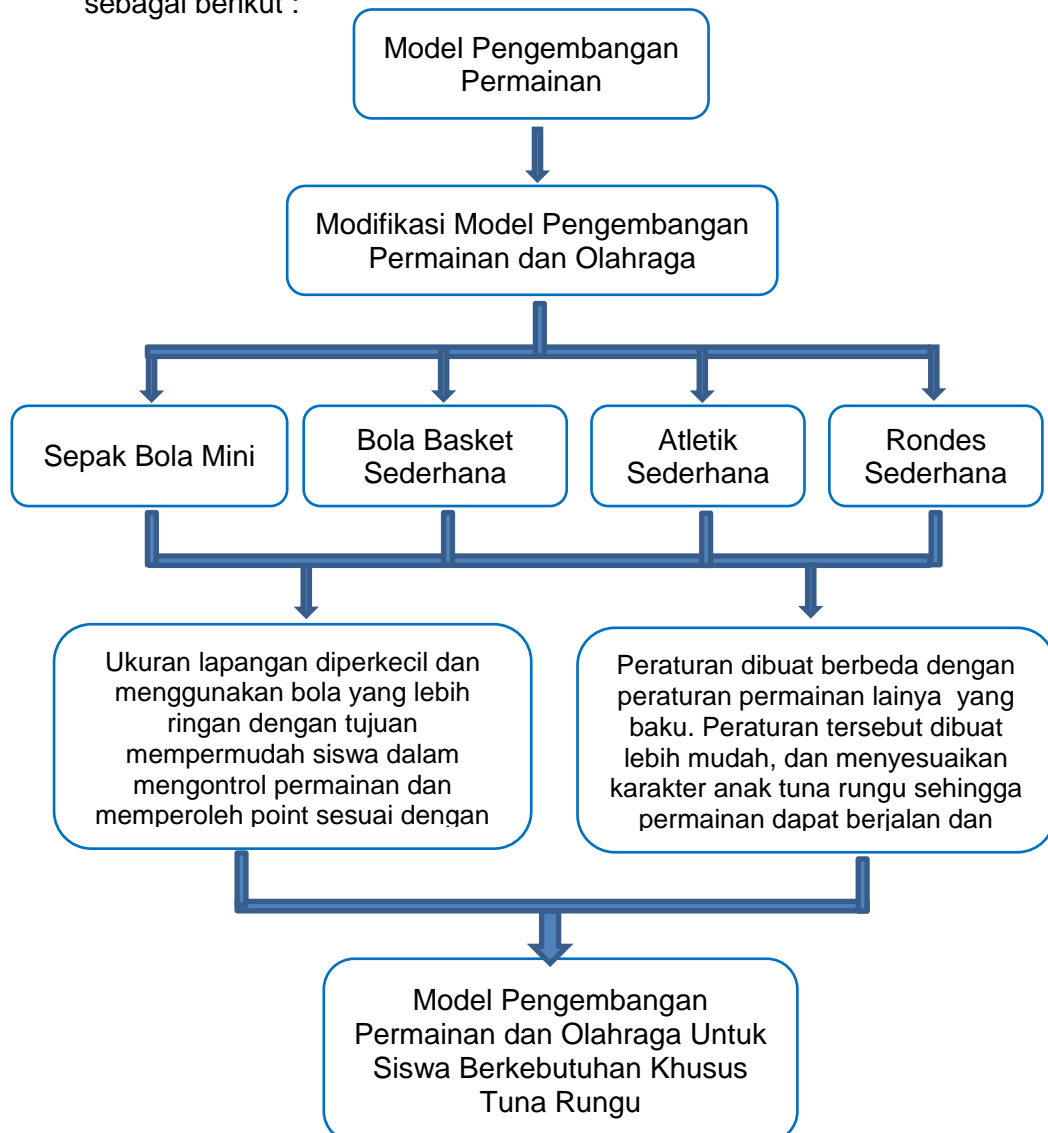 sebagai berikut :
Model Pengembangan
Permainan
Modifikasi Model Pengembangan
Permainan dan Olahraga
Sepak Bola Mini
Bola Basket
Sederhana
Atletik
Sederhana
Rondes
Sederhana
Ukuran lapangan diperkecil dan
menggunakan bola yang lebih
ringan dengan tujuan
mempermudah siswa dalam
mengontrol permainan dan
memperoleh point sesuai dengan
Peraturan dibuat berbeda dengan
peraturan permainan lainya yang
baku. Peraturan tersebut dibuat
lebih mudah, dan menyesuaikan
karakter anak tuna rungu sehingga
permainan dapat berjalan dan
Model Pengembangan
Permainan dan Olahraga Untuk
Siswa Berkebutuhan Khusus
Tuna Rungu